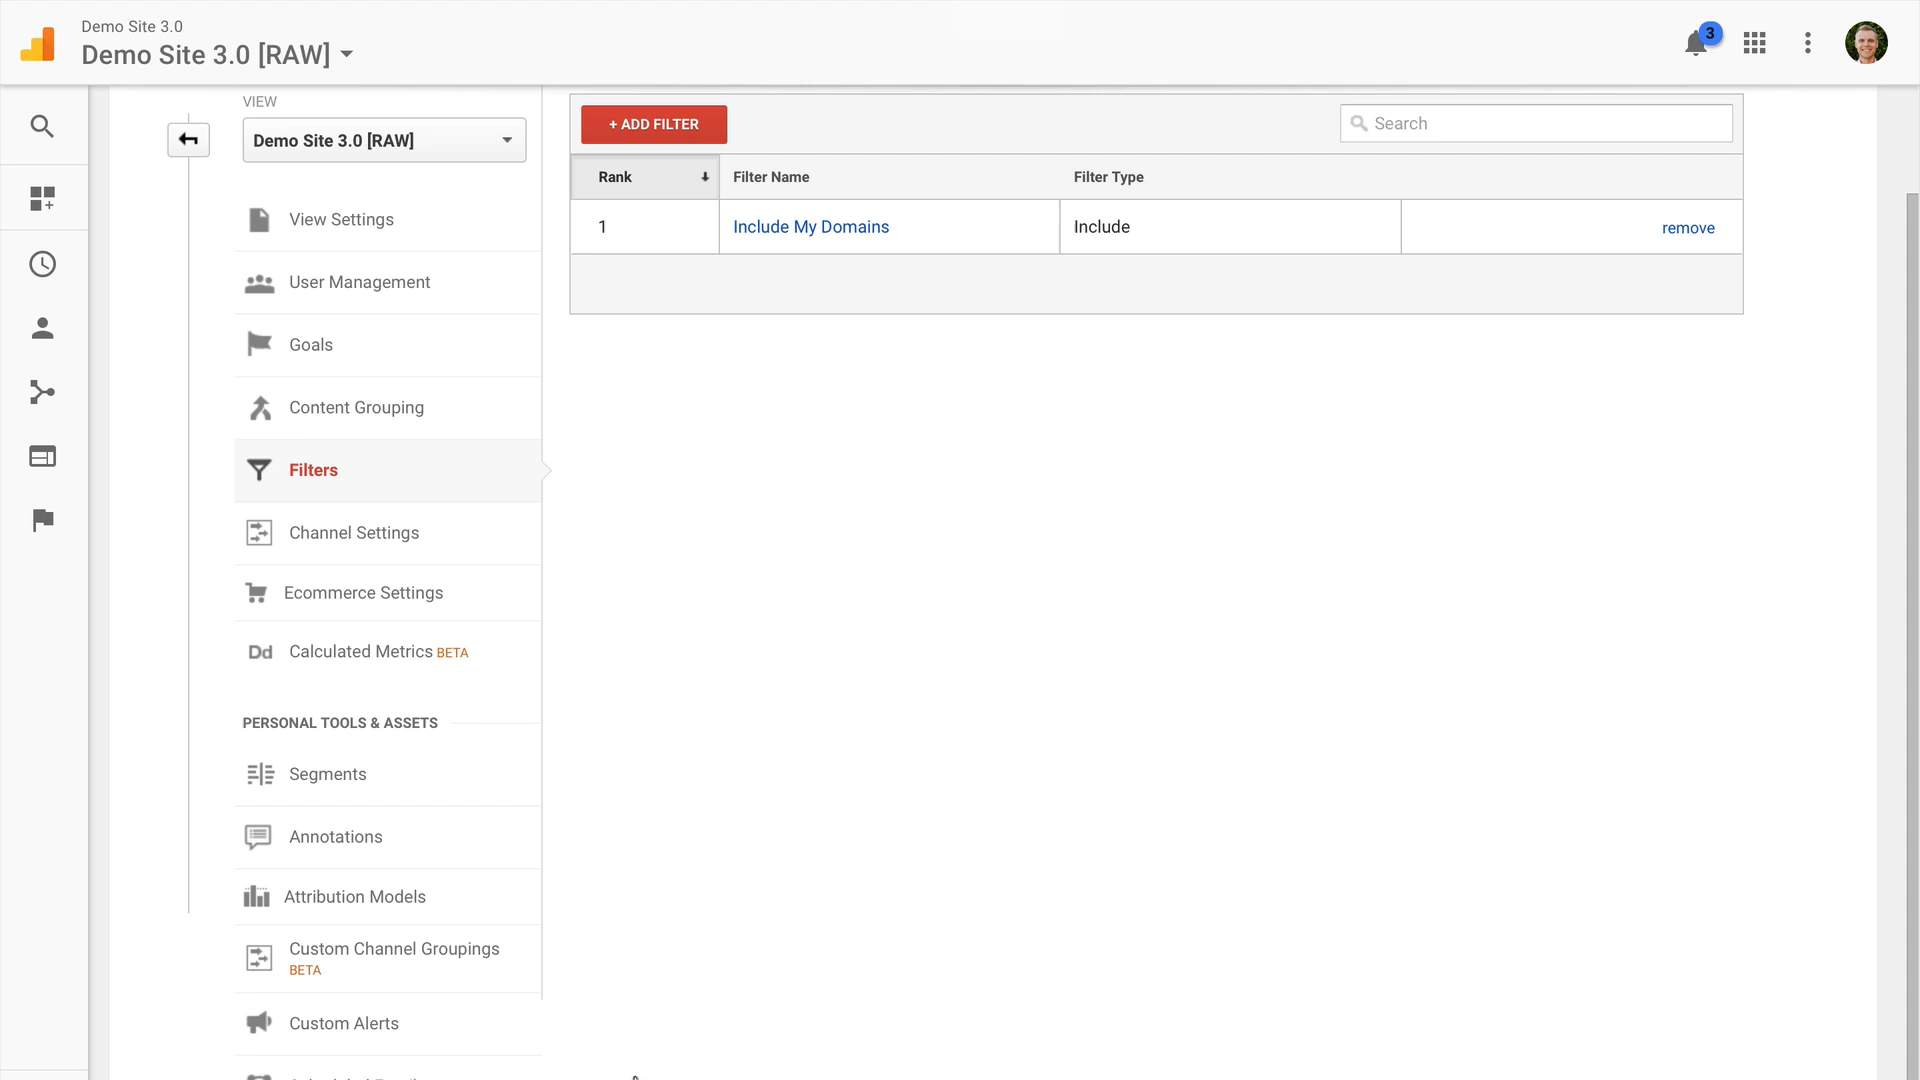 Demo Site 3.0
Demo Site 3.0 [RAW]
3
VIEW
Demo Site 3.0 [RAW]
View Settings
User Management
Goals
Content Grouping
Filters
Channel Settings
Ecommerce Settings
Dd Calculated Metrics BETA
PERSONAL TOOLS & ASSETS
Segments
Annotations
Attribution Models
Custom Channel Groupings
BETA
Custom Alerts
+ ADD FILTER
Search
Rank Filter Name Filter Type
1 Include My Domains Include remove